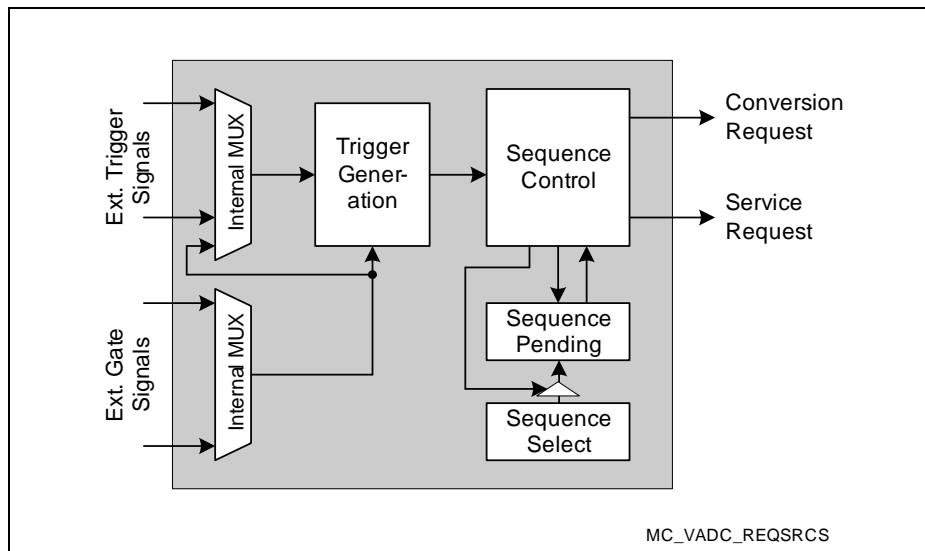 Ext. Trigger
Signals
Internal MUX
Trigger
Gener-
ation
Sequence
Control
Conversion
Request
Service
Request
Ext. Gate
Signals
Internal MUX
Sequence
Pending
Sequence
Select
MC_VADC_REQSRCS